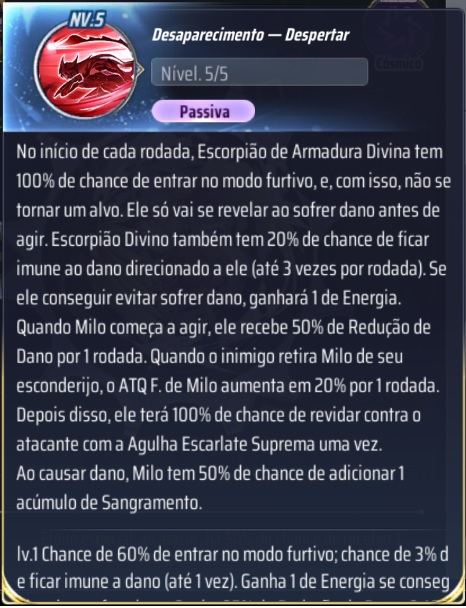 NV.5
Desaparecimento — Despertar
Nível. 5/5
Cósmico
Passiva
No início de cada rodada, Escorpião de Armadura Divina tem
100% de chance de entrar no modo furtivo, e, com isso, não se
tornar um alvo. Ele só vai se revelar ao sofrer dano antes de
agir. Escorpião Divino também tem 20% de chance de ficar
imune ao dano direcionado a ele (até 3 vezes por rodada). Se
ele conseguir evitar sofrer dano, ganhará 1 de Energia.
Quando Milo começa a agir, ele recebe 50% de Redução de
Dano por 1 rodada. Quando o inimigo retira Milo de seu
esconderijo, o ATQ F. de Milo aumenta em 20% por 1 rodada.
Depois disso, ele terá 100% de chance de revidar contra o
atacante com a Agulha Escarlate Suprema uma vez.
Ao causar dano, Milo tem 50% de chance de adicionar 1
acúmulo de Sangramento.
lv.1 Chance de 60% de entrar no modo furtivo; chance de 3% d
e ficar imune a dano (até 1 vez). Ganha 1 de Energia se conseg